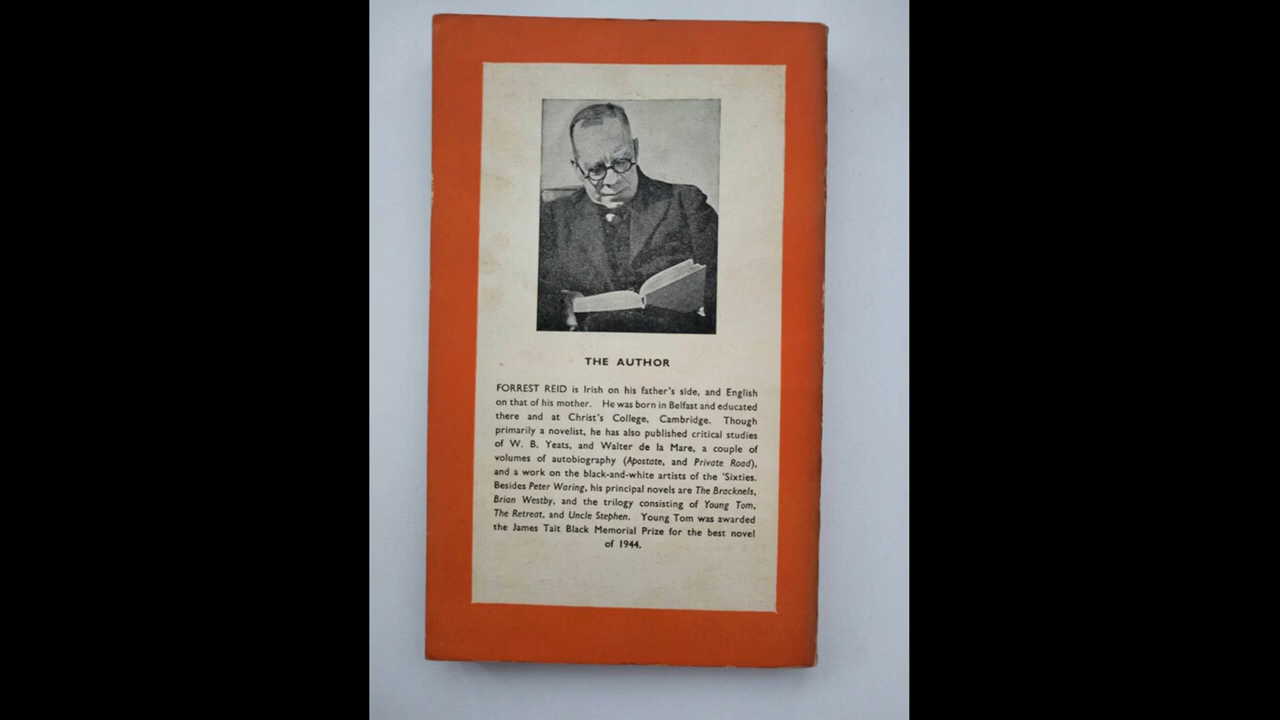 THE AUTHOR
FORREST REID is Irish on his father's side, and English
on that of his mother. He was born in Belfast and educated
there and at Christ's College, Cambridge. Though
primarily a novelist, he has also published critical studies
of W. B. Yeats, and Walter de la Mare, a couple of
volumes of autobiography (Apostate, and Private Road),
and a work on the black-and-white artists of the 'Sixties.
Besides Peter Waring, his principal novels are The Bracknels,
Brian Westby, and the trilogy consisting of Young Tom,
The Retreat, and Uncle Stephen. Young Tom was awarded
the James Tait Black Memorial Prize for the best novel
of 1944.